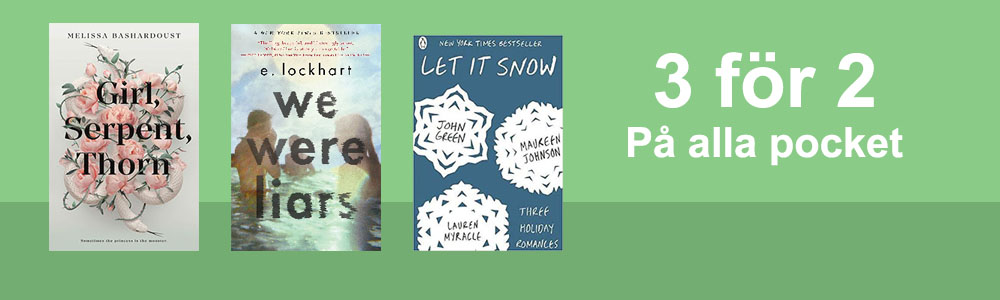 MELISSA BASHARDOUST
Girl,
Serpent,
Thorn
Sometimes the princess is the monster
e. lockhart
we
were
liars
NEW YORK TIMES BESTSELLER
LET IT SNOW
JOHN
GREEN
MAUREEN
JOHNSON
LAUREN
MYRACLE
THREE
HOLIDAY
ROMANCES
3 för 2
På alla pocket